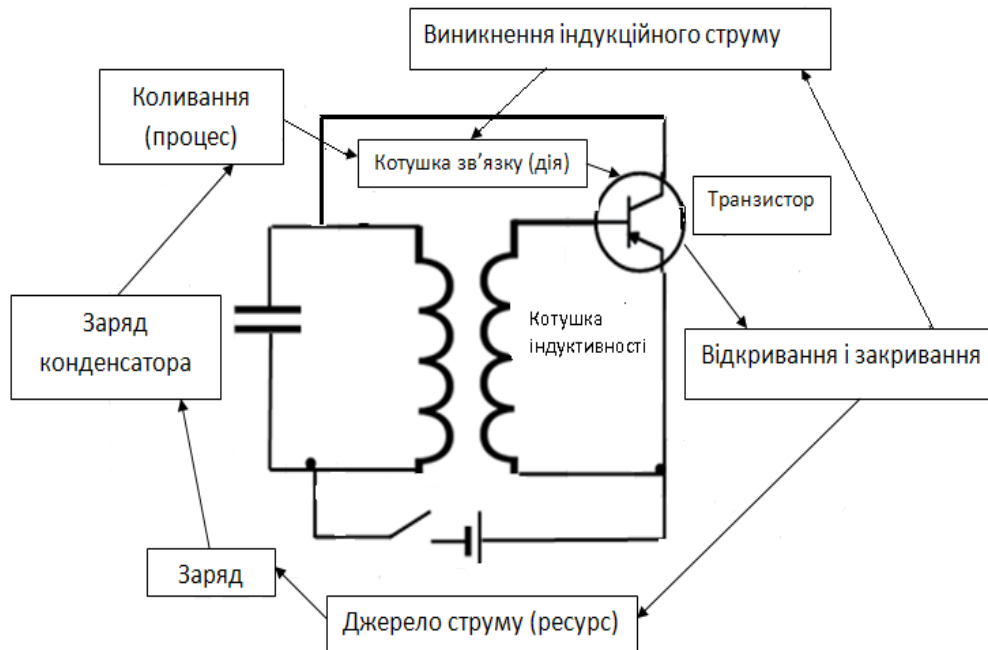 Виникнення індукційного струму
Коливання
(процес)
Котушка зв’язку (дія)
Транзистор
Заряд
конденсатора
Котушка
індуктивності
Відкривання і закривання
Заряд
Джерело струму (ресурс)